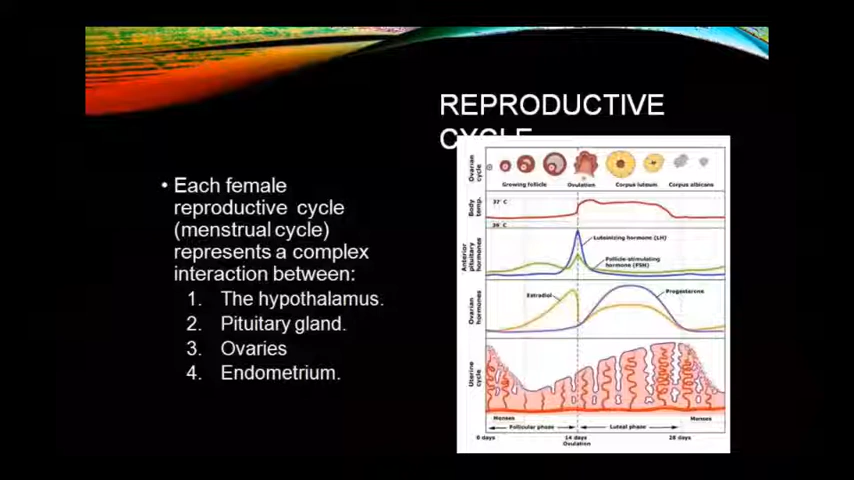 REPRODUCTIVE
CYCLE
• Each female
reproductive cycle
(menstrual cycle)
represents a complex
interaction between:
1. The hypothalamus.
2. Pituitary gland.
3. Ovaries
4. Endometrium.
Ovarian
cycle
Growing follicle
Ovulation
Corpus luteum
Corpus albicans
Body
temp.
37° C
36° C
Anterior
pituitary
hormones
Luteinizing hormone (LH)
Follicle-stimulating
hormone (FSH)
Ovarian
hormones
Estradiol
Progesterone
Uterine
cycle
Menses
Menses
Follicular phase
Luteal phase
0 days
14 days
28 days
Ovulation